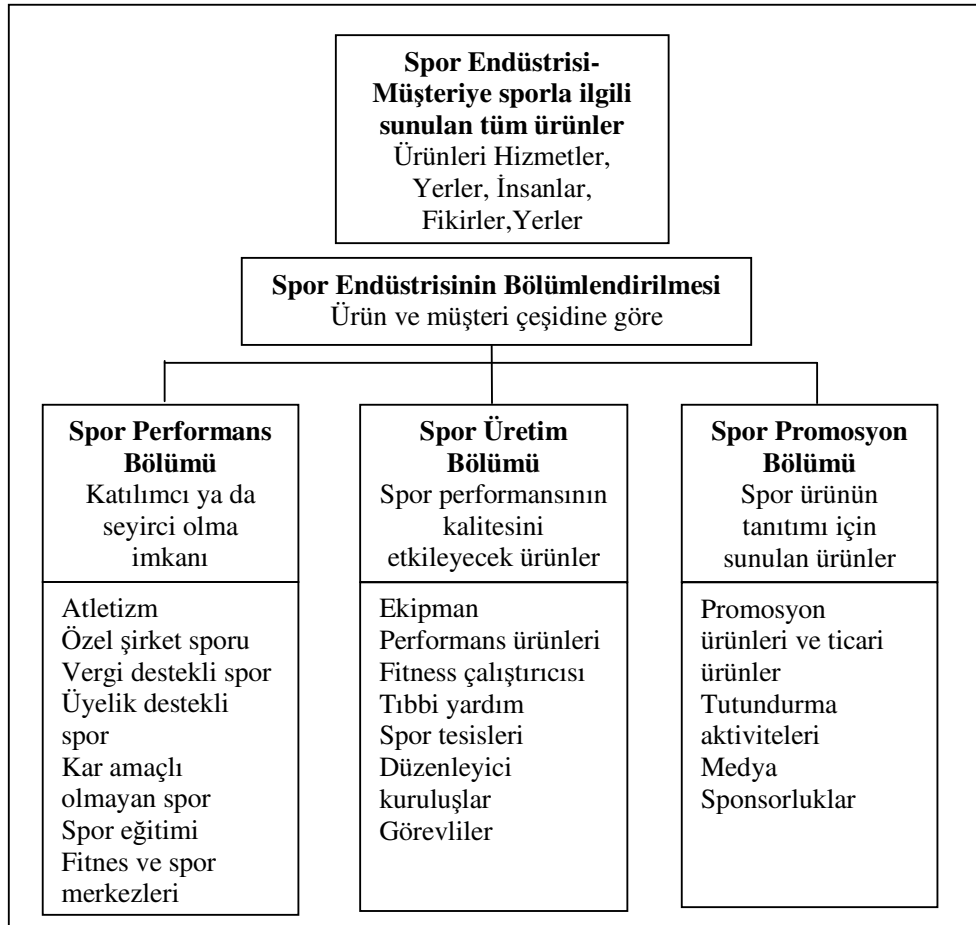 Spor Endüstrisi-
Müşteriye sporla ilgili
sunulan tüm ürünler
Ürünleri Hizmetler,
Yerler, İnsanlar,
Fikirler,Yerler
Spor Endüstrisinin Bölümlendirilmesi
Ürün ve müşteri çeşidine göre
Spor Performans
Bölümü
Katılımcı ya da
seyirci olma
imkanı
Atletizm
Özel şirket sporu
Vergi destekli spor
Üyelik destekli
spor
Kar amaçlı
olmayan spor
Spor eğitimi
Fitnes ve spor
merkezleri
Spor Üretim
Bölümü
Spor performansının
kalitesini
etkileyecek ürünler
Ekipman
Performans ürünleri
Fitness çalıştırıcısı
Tıbbi yardım
Spor tesisleri
Düzenleyici
kuruluşlar
Görevliler
Spor Promosyon
Bölümü
Spor ürünün
tanıtımı için
sunulan ürünler
Promosyon
ürünleri ve ticari
ürünler
Tutundurma
aktiviteleri
Medya
Sponsorluklar